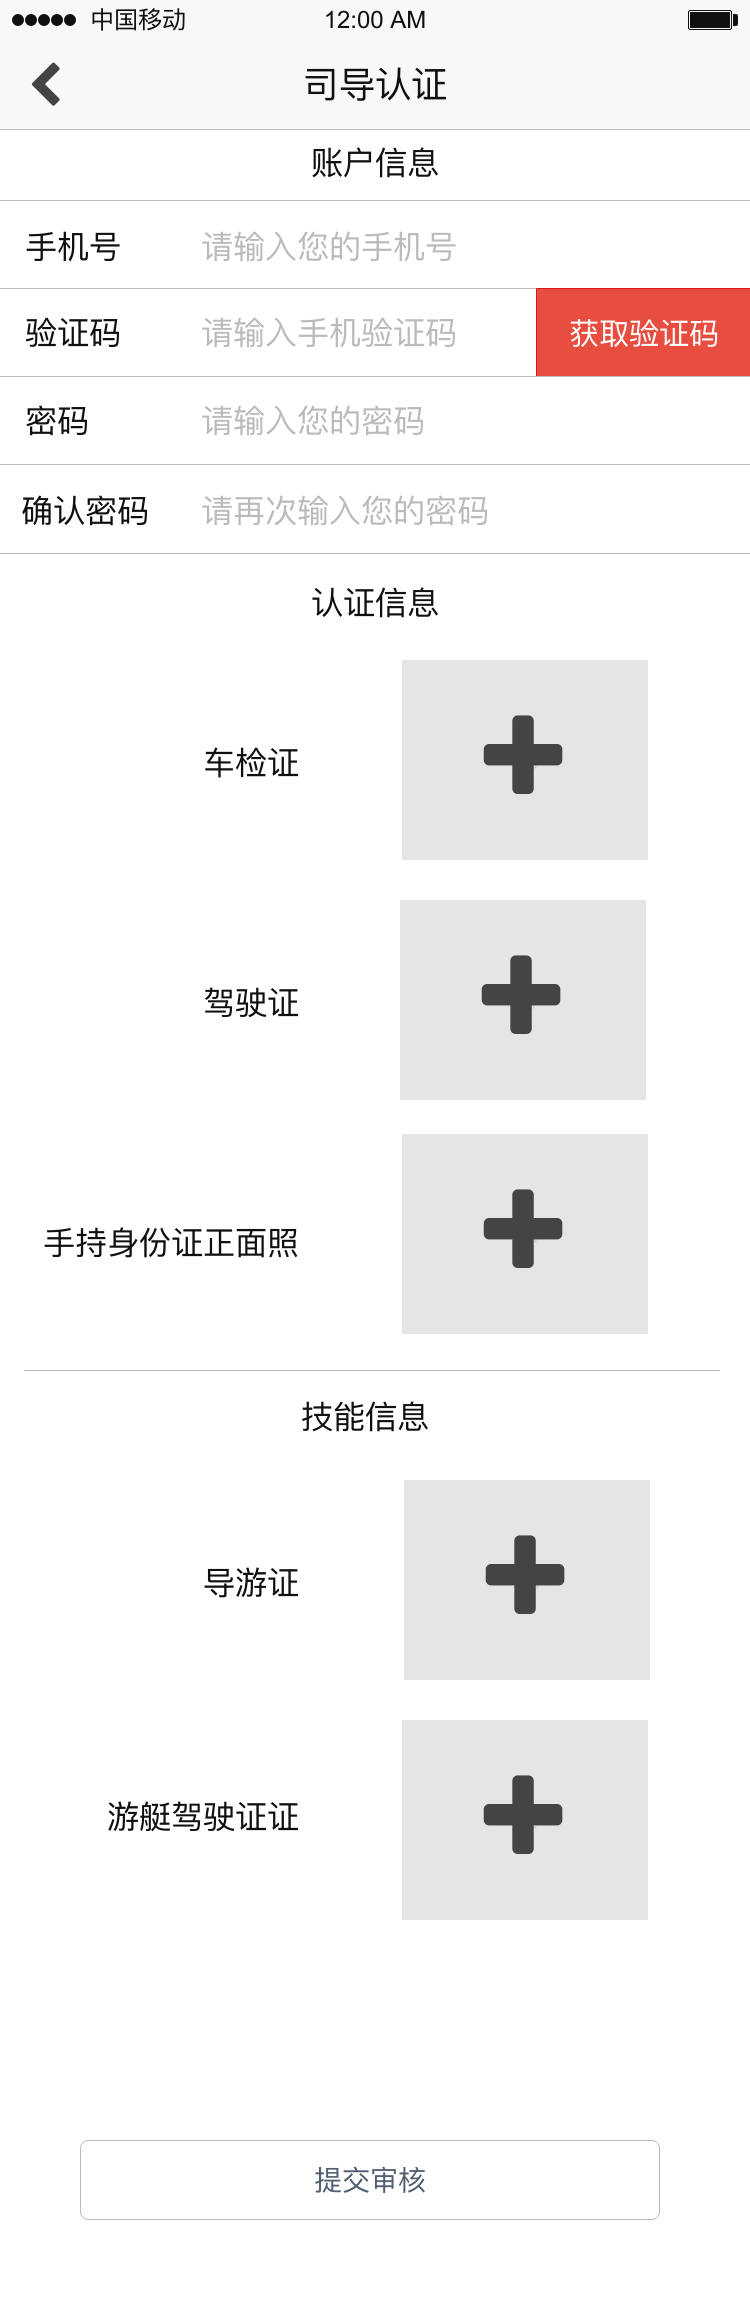 中国移动 12:00 AM
司导认证
账户信息
手机号 请输入您的手机号
验证码 请输入手机验证码 获取验证码
密码 请输入您的密码
确认密码 请再次输入您的密码
认证信息
车检证
驾驶证
手持身份证正面照
技能信息
导游证
游艇驾驶证证
提交审核